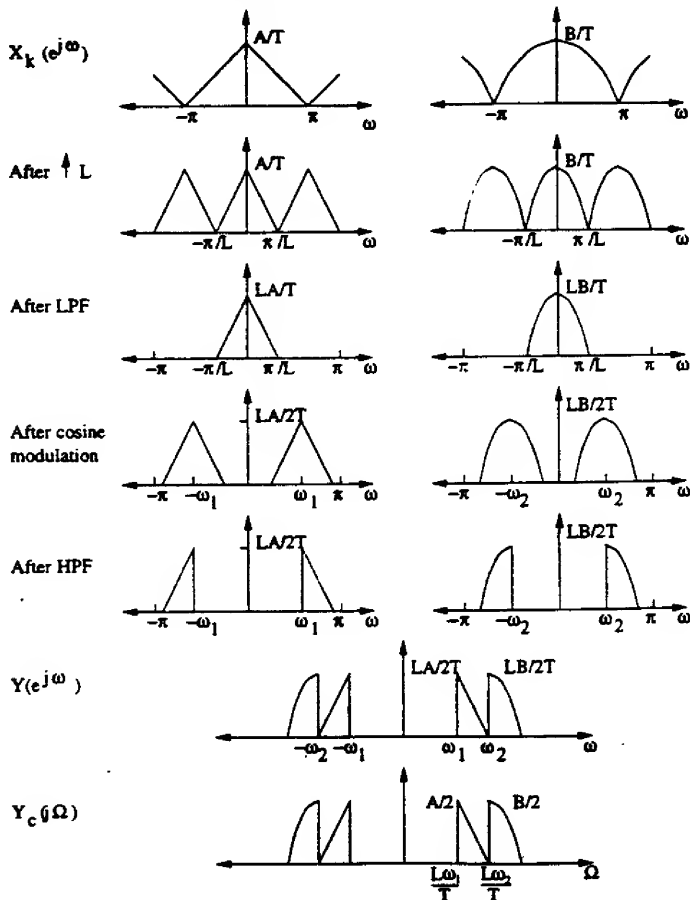 X_k (e^{jω})
A/T
B/T
-π π ω
-π π ω
After ↑ L
A/T
B/T
-π/L π/L ω
-π/L π/L ω
After LPF
LA/T
LB/T
-π -π/L π/L π ω
-π -π/L π/L π ω
After cosine
modulation
LA/2T
LB/2T
-π -ω_1 ω_1 π ω
-π -ω_2 ω_2 π ω
After HPF
LA/2T
LB/2T
-π -ω_1 ω_1 π ω
-π -ω_2 ω_2 π ω
Y(e^{jω})
LA/2T LB/2T
-ω_2 -ω_1 ω_1 ω_2 ω
Y_c(jΩ)
A/2 B/2
Lω_1/T Lω_2/T Ω